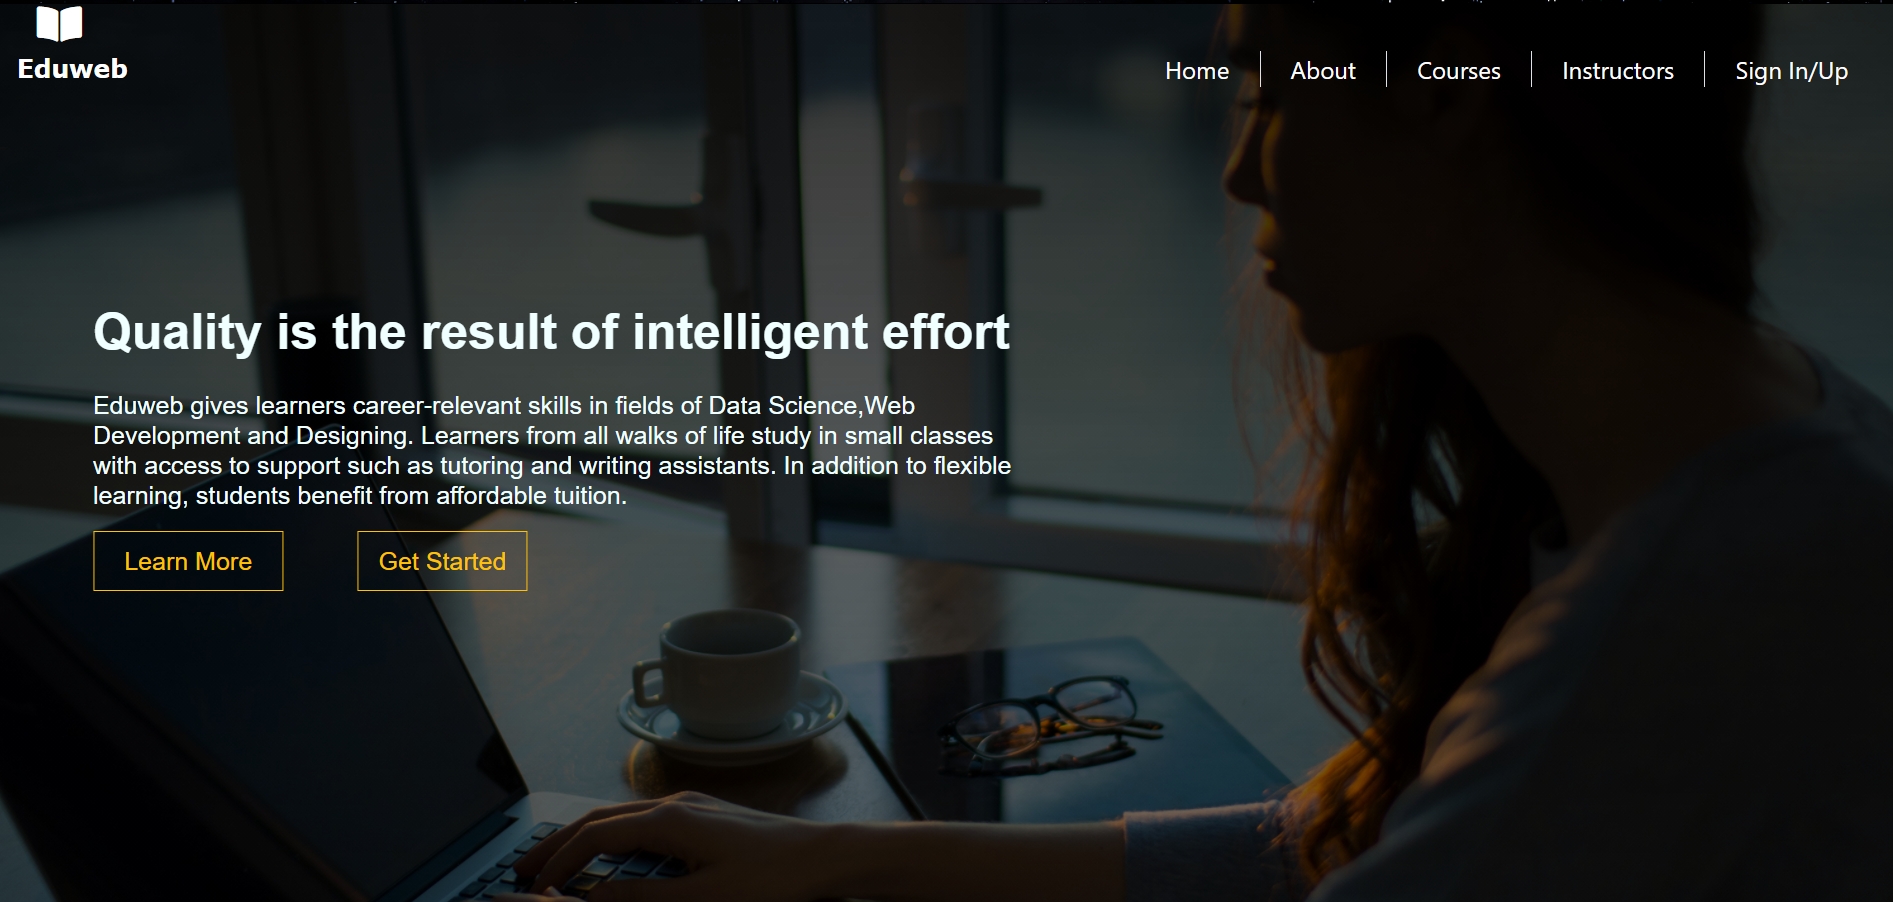 Eduweb
Home
About
Courses
Instructors
Sign In/Up
Quality is the result of intelligent effort
Eduweb gives learners career-relevant skills in fields of Data Science,Web
Development and Designing. Learners from all walks of life study in small classes
with access to support such as tutoring and writing assistants. In addition to flexible
learning, students benefit from affordable tuition.
Learn More
Get Started